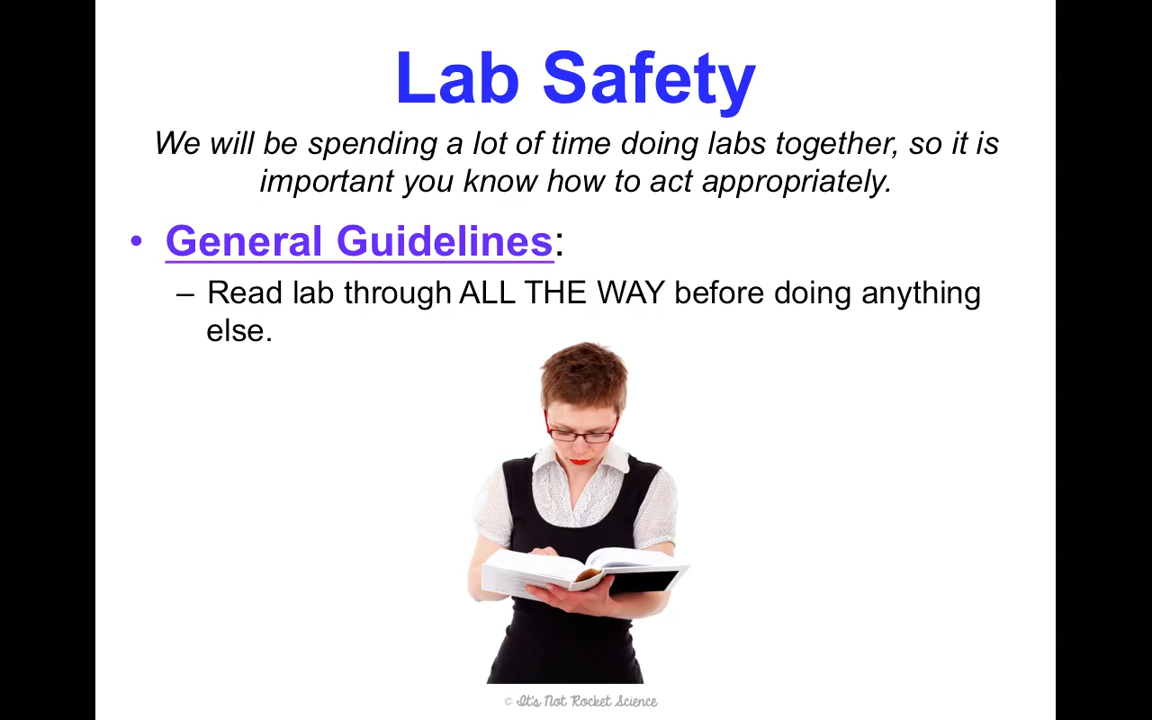 Lab Safety
We will be spending a lot of time doing labs together, so it is
important you know how to act appropriately.
• General Guidelines:
– Read lab through ALL THE WAY before doing anything
else.
© It's Not Rocket Science